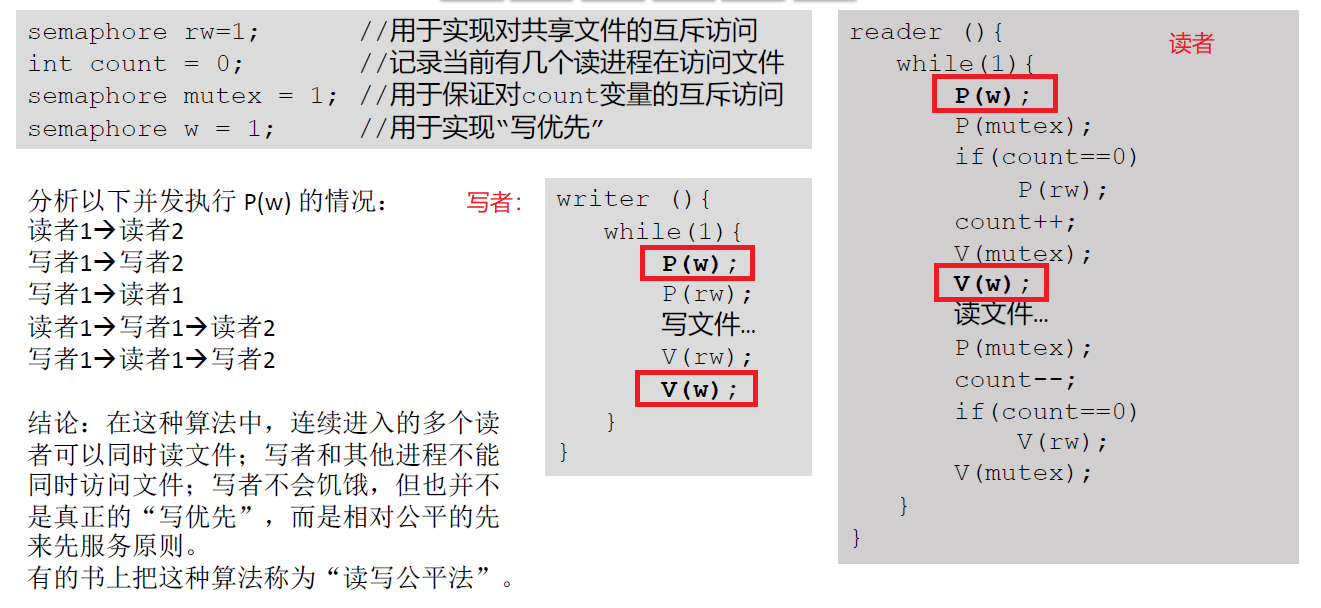 semaphore rw=1; //用于实现对共享文件的互斥访问
int count = 0; //记录当前有几个读进程在访问文件
semaphore mutex = 1; //用于保证对count变量的互斥访问
semaphore w = 1; //用于实现“写优先”
分析以下并发执行 P(w) 的情况：
读者1→读者2
写者1→写者2
写者1→读者1
读者1→写者1→读者2
写者1→读者1→写者2
结论：在这种算法中，连续进入的多个读
者可以同时读文件；写者和其他进程不能
同时访问文件；写者不会饥饿，但也并不
是真正的“写优先”，而是相对公平的先
来先服务原则。
有的书上把这种算法称为“读写公平法”。
写者：
writer (){
while(1){
P(w);
P(rw);
写文件…
V(rw);
V(w);
}
}
读者
reader (){
while(1){
P(w);
P(mutex);
if(count==0)
P(rw);
count++;
V(mutex);
V(w);
读文件…
P(mutex);
count--;
if(count==0)
V(rw);
V(mutex);
}
}